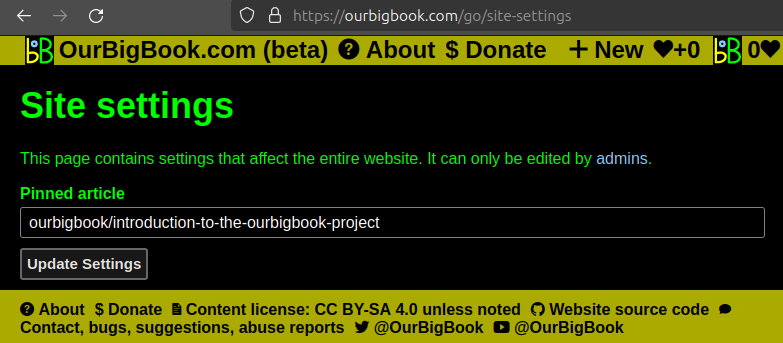 https://ourbigbook.com/go/site-settings
OurBigBook.com (beta) About $ Donate New +0 0
Site settings
This page contains settings that affect the entire website. It can only be edited by admins.
Pinned article
ourbigbook/introduction-to-the-ourbigbook-project
Update Settings
About $ Donate Content license: CC BY-SA 4.0 unless noted Website source code
Contact, bugs, suggestions, abuse reports @OurBigBook @OurBigBook